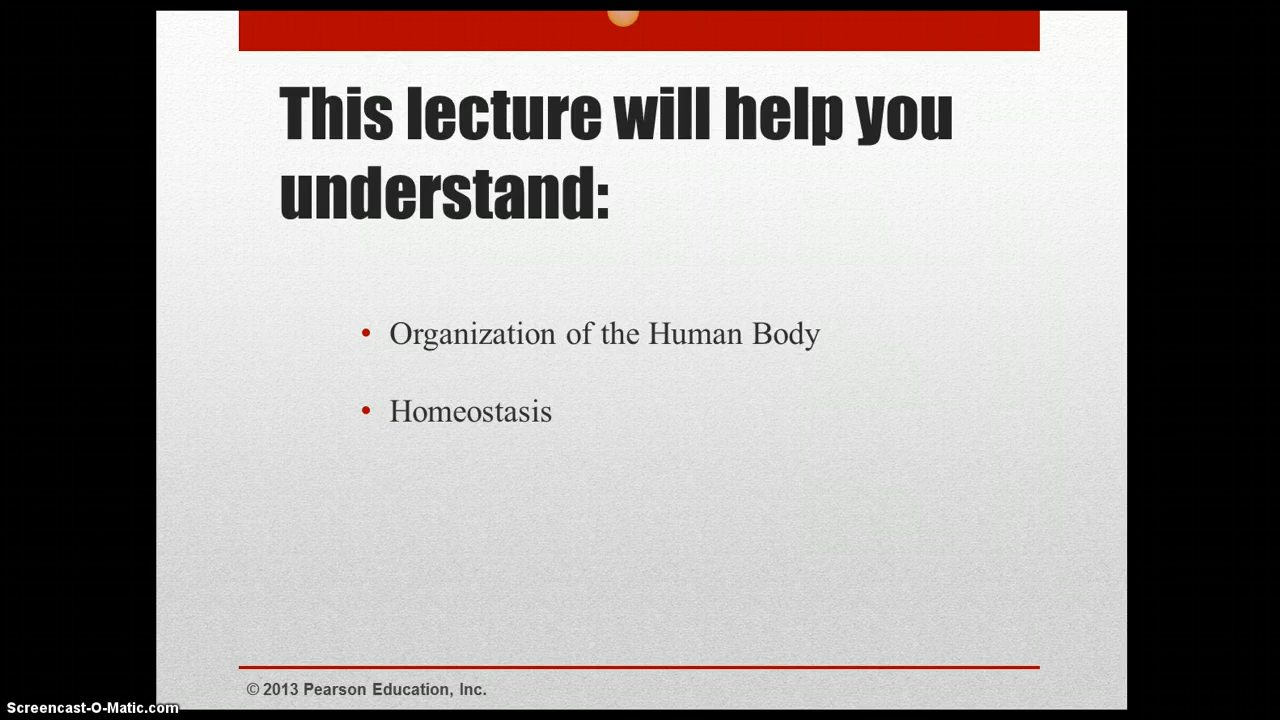 This lecture will help you
understand:
• Organization of the Human Body
• Homeostasis
© 2013 Pearson Education, Inc.
Screencast-O-Matic.com